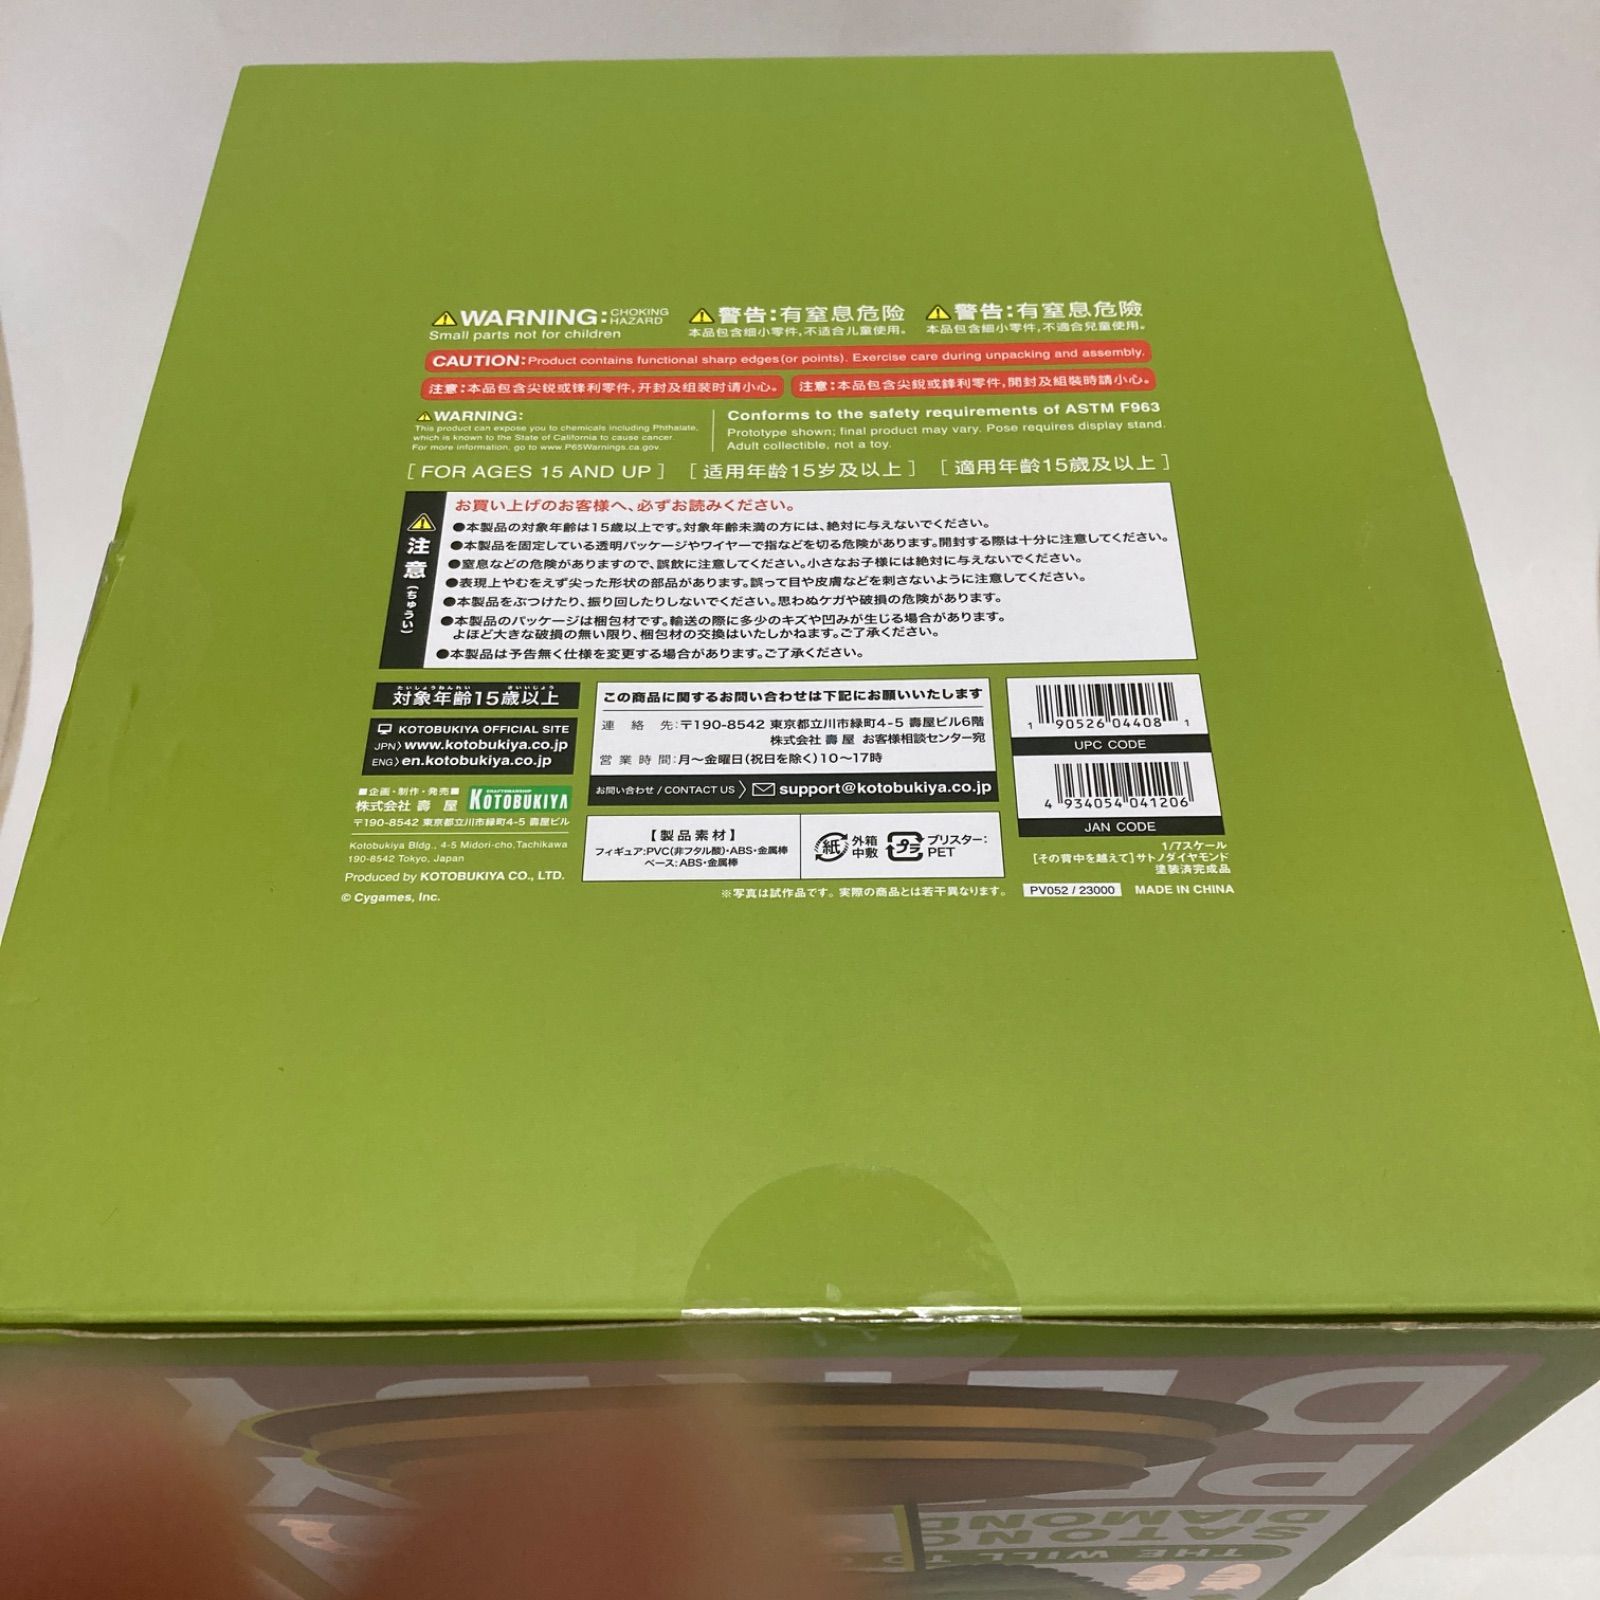 WARNING: CHOKING HAZARD
Small parts not for children
警告:有窒息危险
本品包含细小零件,不适合儿童使用。
警告:有窒息危險
本品包含細小零件,不適合兒童使用。
CAUTION: Product contains functional sharp edges(or points). Exercise care during unpacking and assembly.
注意:本品包含尖锐或锋利零件,开封及组装时请小心。
注意:本品包含尖銳或鋒利零件,開封及組裝時請小心。
WARNING:
This product can expose you to chemicals including Phthalate,
which is known to the State of California to cause cancer.
For more information, go to www.P65Warnings.ca.gov.
Conforms to the safety requirements of ASTM F963
Prototype shown; final product may vary. Pose requires display stand.
Adult collectible, not a toy.
[ FOR AGES 15 AND UP ] [ 适用年龄15岁及以上 ] [ 適用年齡15歲及以上 ]
注意(ちゅうい)
お買い上げのお客様へ、必ずお読みください。
●本製品の対象年齢は15歳以上です。対象年齢未満の方には、絶対に与えないでください。
●本製品を固定している透明パッケージやワイヤーで指などを切る危険があります。開封する際は十分に注意してください。
●窒息などの危険がありますので、誤飲に注意してください。小さなお子様には絶対に与えないでください。
●表現上やむをえず尖った形状の部品があります。誤って目や皮膚などを刺さないように注意してください。
●本製品をぶつけたり、振り回したりしないでください。思わぬケガや破損の危険があります。
●本製品のパッケージは梱包材です。輸送の際に多少のキズや凹みが生じる場合があります。
よほど大きな破損の無い限り、梱包材の交換はいたしかねます。ご了承ください。
●本製品は予告無く仕様を変更する場合があります。ご了承ください。
たいしょうねんれい さいいじょう
対象年齢15歳以上
KOTOBUKIYA OFFICIAL SITE
JPN〉www.kotobukiya.co.jp
ENG〉en.kotobukiya.co.jp
■企画・制作・発売■
株式会社 壽 屋
CRAFTSMANSHIP
KOTOBUKIYA
〒190-8542 東京都立川市緑町4-5 壽屋ビル
Kotobukiya Bldg., 4-5 Midori-cho,Tachikawa
190-8542 Tokyo, Japan
Produced by KOTOBUKIYA CO., LTD.
© Cygames, Inc.
この商品に関するお問い合わせは下記にお願いいたします
連 絡 先:〒190-8542 東京都立川市緑町4-5 壽屋ビル6階
株式会社 壽 屋 お客様相談センター宛
営 業 時 間:月〜金曜日(祝日を除く)10〜17時
お問い合わせ / CONTACT US 〉 support@kotobukiya.co.jp
【製品素材】
フィギュア:PVC(非フタル酸)・ABS・金属棒
ベース:ABS・金属棒
紙
外箱
中敷
プラ
ブリスター:
PET
※写真は試作品です。実際の商品とは若干異なります。
1 90526 04408 1
UPC CODE
4 934054 041206
JAN CODE
1/7スケール
[その背中を越えて]サトノダイヤモンド
塗装済完成品
PV052 / 23000 MADE IN CHINA
SATONO
DIAMOND
THE WILL TO